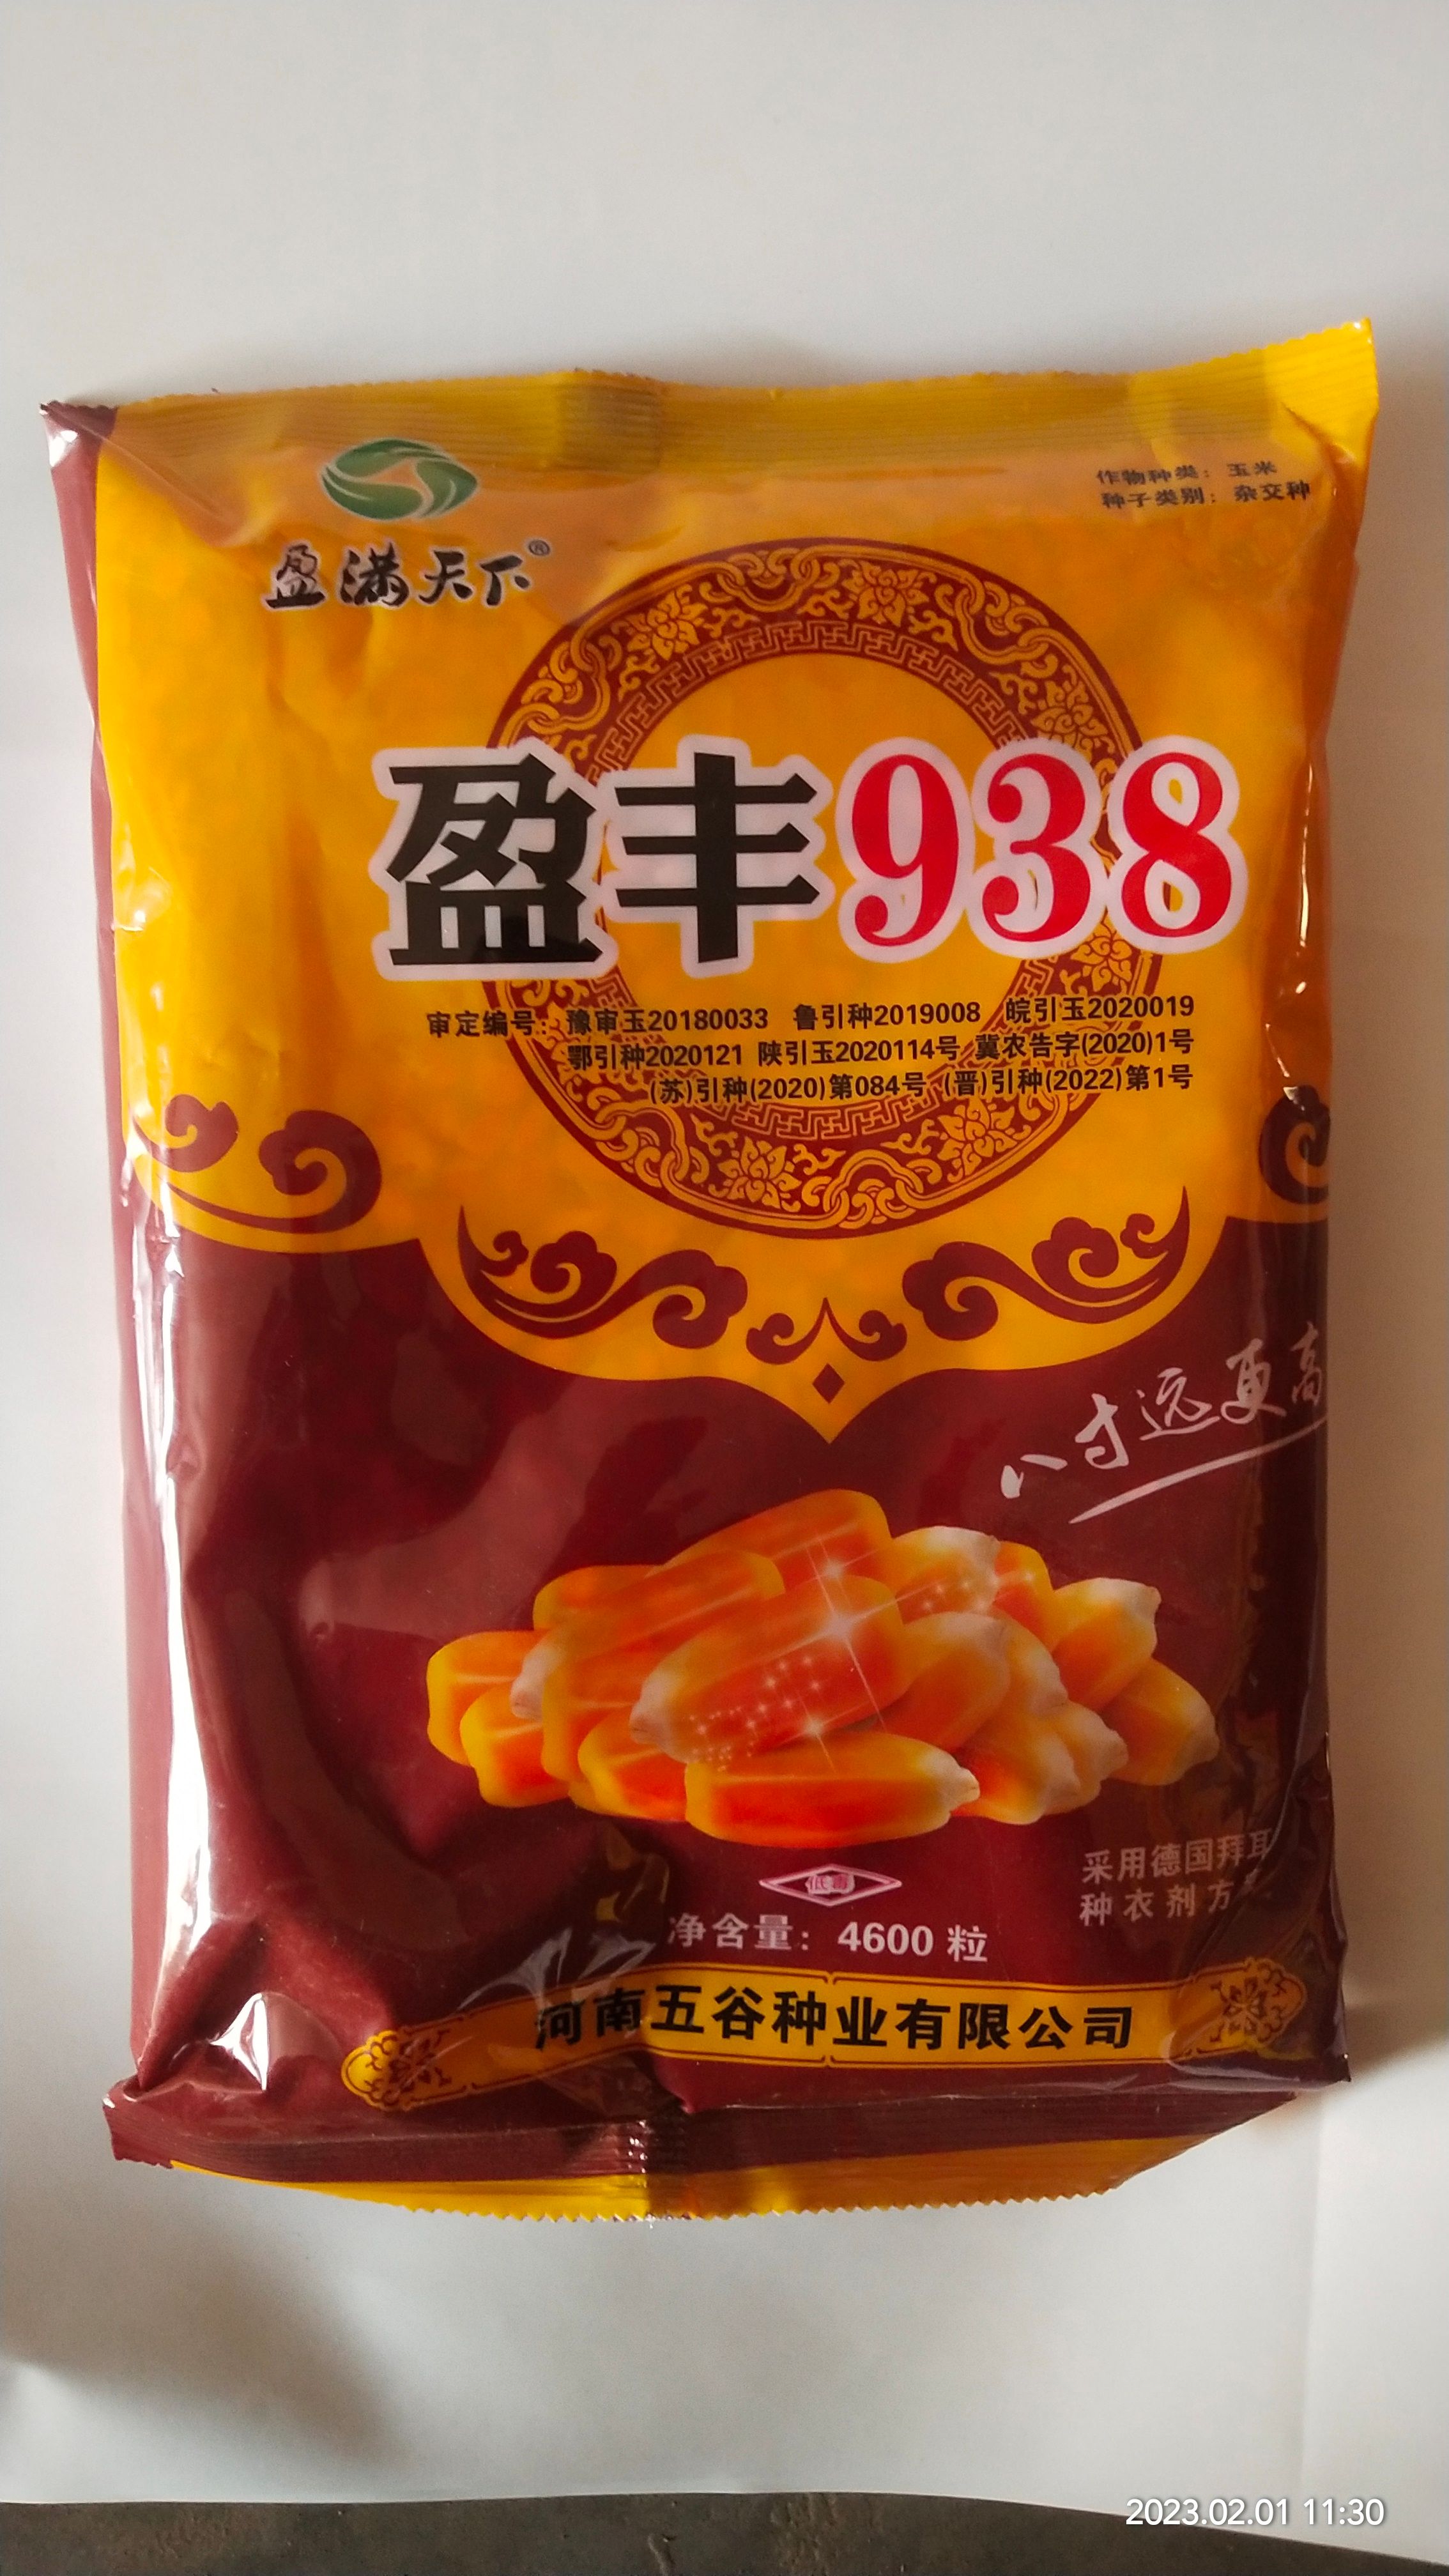 盈满天下®
作物种类：玉米
种子类别：杂交种
盈丰938
审定编号：豫审玉20180033 鲁引种2019008 皖引玉2020019
鄂引种2020121 陕引玉2020114号 冀农告字(2020)1号
(苏)引种(2020)第084号 (晋)引种(2022)第1号
八寸远更高
低毒
采用德国拜耳
种衣剂方
净含量：4600 粒
河南五谷种业有限公司
2023.02.01 11:30